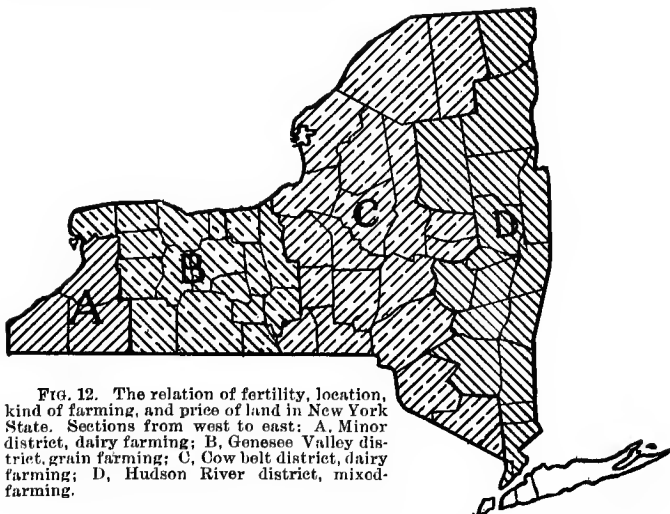 A
B
C
D
FIG. 12. The relation of fertility, location,
kind of farming, and price of land in New York
State. Sections from west to east: A, Minor
district, dairy farming; B, Genesee Valley dis-
trict, grain farming; C, Cow belt district, dairy
farming; D, Hudson River district, mixed-
farming.